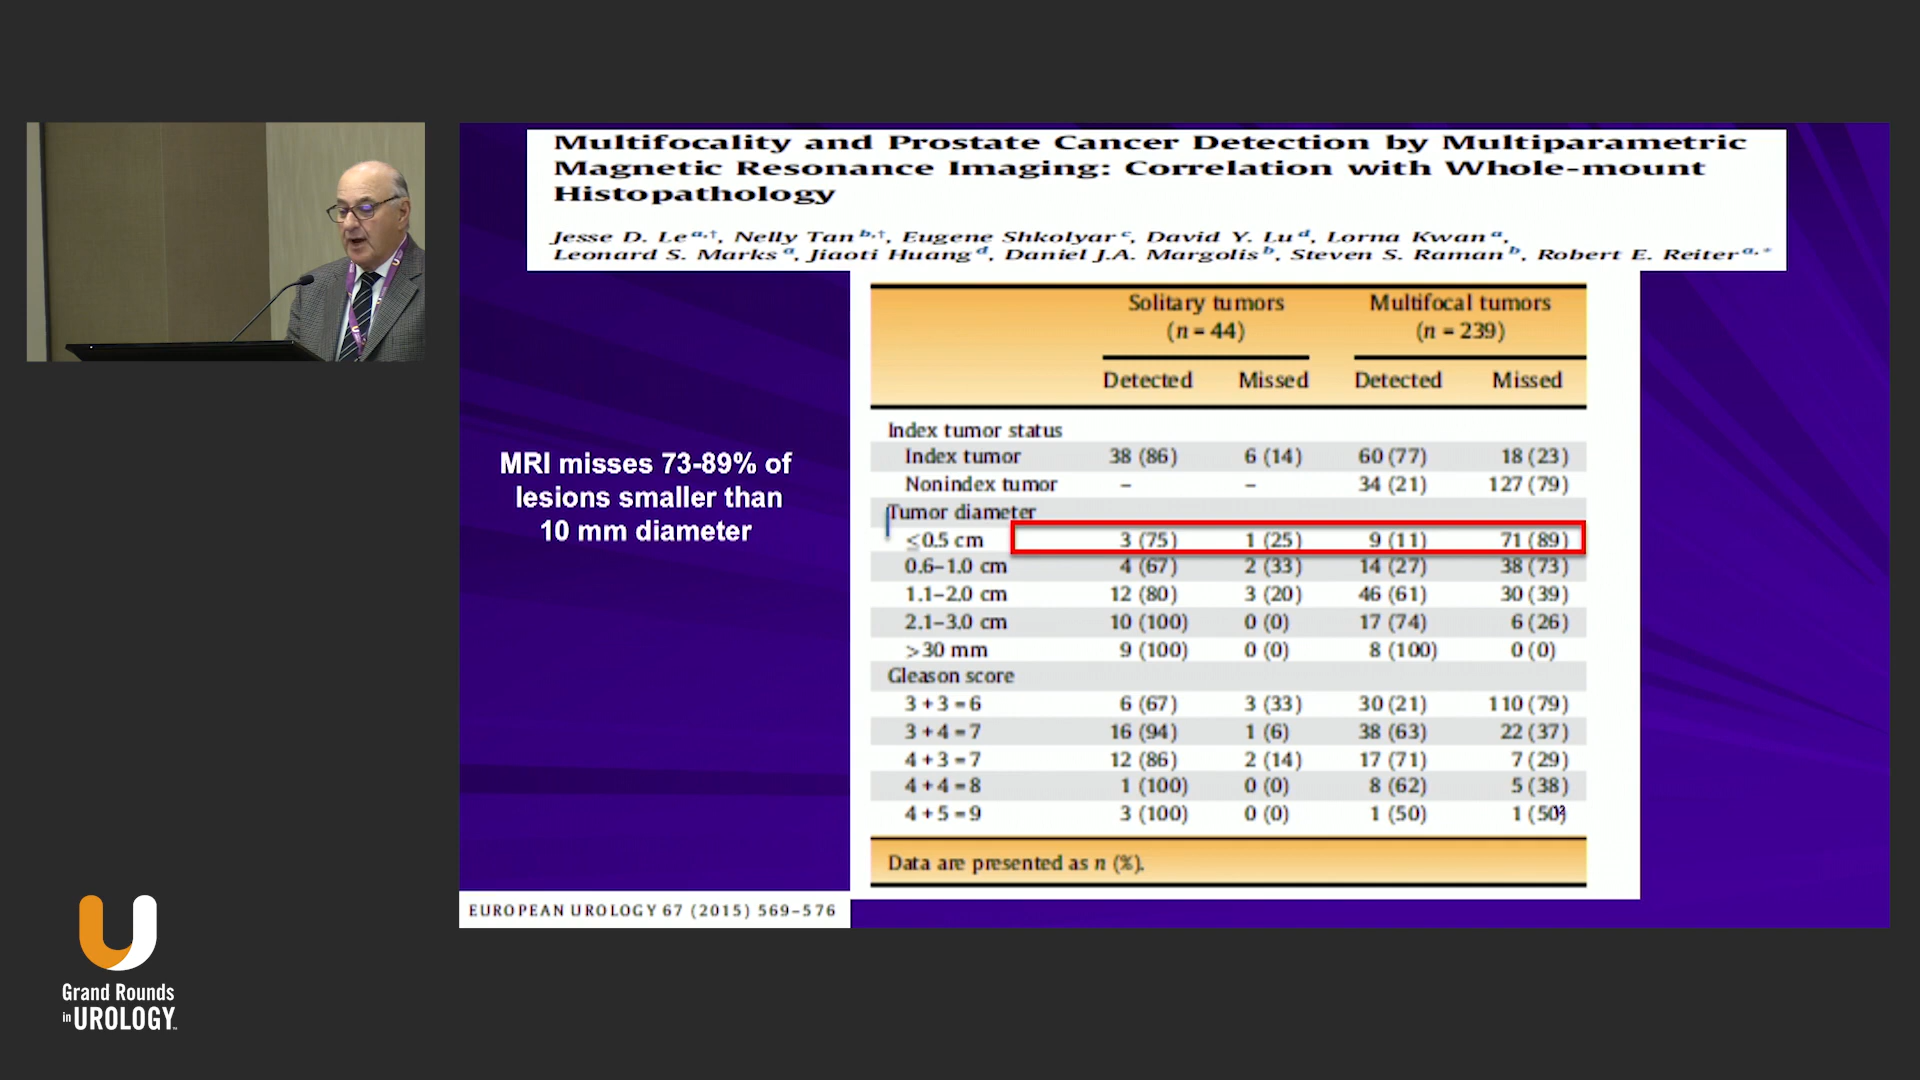 Multifocality and Prostate Cancer Detection by Multiparametric
Magnetic Resonance Imaging: Correlation with Whole-mount
Histopathology
Jesse D. Le a,†, Nelly Tan b,†, Eugene Shkolyar c, David Y. Lu d, Lorna Kwan a,
Leonard S. Marks a, Jiaoti Huang d, Daniel J.A. Margolis b, Steven S. Raman b, Robert E. Reiter a,*
MRI misses 73-89% of
lesions smaller than
10 mm diameter
Solitary tumors Multifocal tumors
(n = 44) (n = 239)
Detected Missed Detected Missed
Index tumor status
Index tumor 38 (86) 6 (14) 60 (77) 18 (23)
Nonindex tumor – – 34 (21) 127 (79)
Tumor diameter
≤0.5 cm 3 (75) 1 (25) 9 (11) 71 (89)
0.6–1.0 cm 4 (67) 2 (33) 14 (27) 38 (73)
1.1–2.0 cm 12 (80) 3 (20) 46 (61) 30 (39)
2.1–3.0 cm 10 (100) 0 (0) 17 (74) 6 (26)
>30 mm 9 (100) 0 (0) 8 (100) 0 (0)
Gleason score
3 + 3 = 6 6 (67) 3 (33) 30 (21) 110 (79)
3 + 4 = 7 16 (94) 1 (6) 38 (63) 22 (37)
4 + 3 = 7 12 (86) 2 (14) 17 (71) 7 (29)
4 + 4 = 8 1 (100) 0 (0) 8 (62) 5 (38)
4 + 5 = 9 3 (100) 0 (0) 1 (50) 1 (50)
Data are presented as n (%).
EUROPEAN UROLOGY 67 (2015) 569–576
Grand Rounds
in UROLOGY